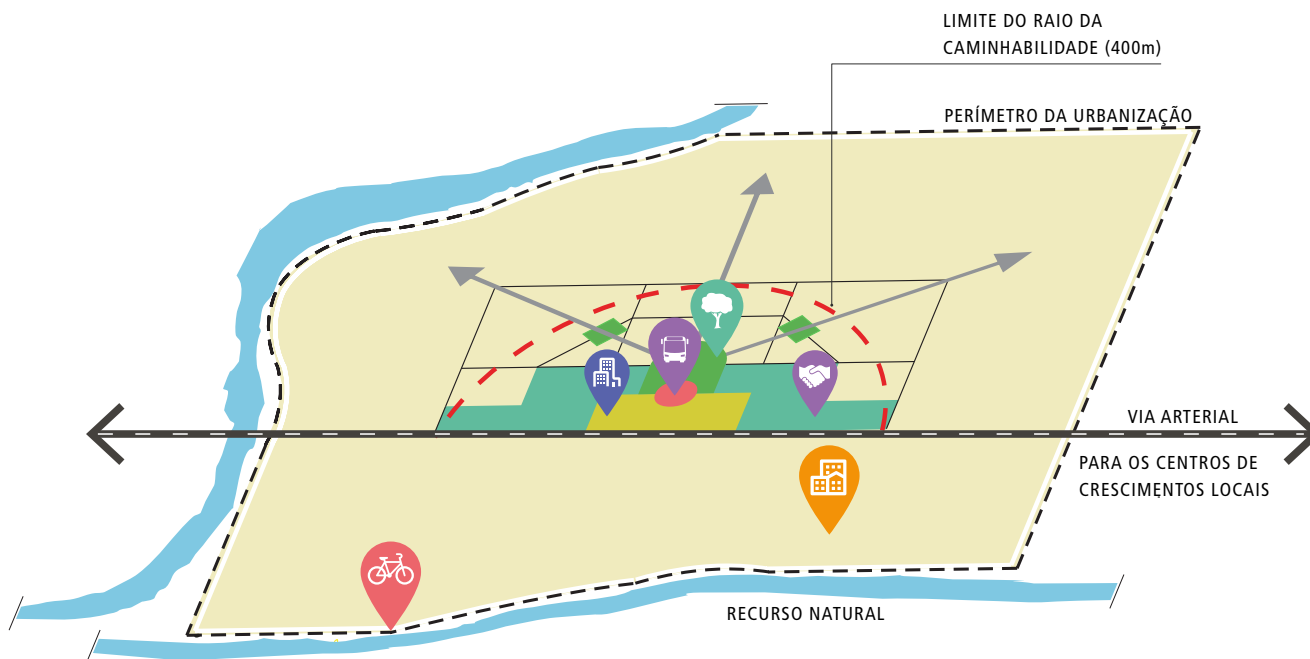 LIMITE DO RAIO DA
CAMINHABILIDADE (400m)
PERÍMETRO DA URBANIZAÇÃO
VIA ARTERIAL
PARA OS CENTROS DE
CRESCIMENTOS LOCAIS
RECURSO NATURAL